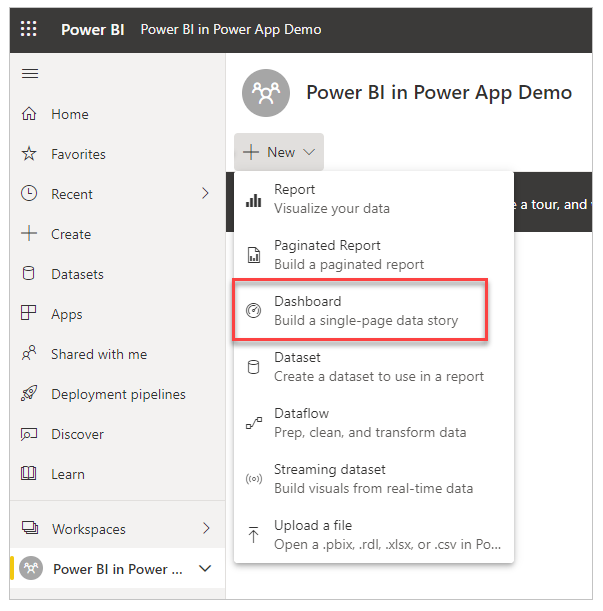 Power BI Power BI in Power App Demo
Home
Favorites
Recent
Create
Datasets
Apps
Shared with me
Deployment pipelines
Discover
Learn
Workspaces
Power BI in Power ...
Power BI in Power App Demo
New
e a tour, and
Report
Visualize your data
Paginated Report
Build a paginated report
Dashboard
Build a single-page data story
Dataset
Create a dataset to use in a report
Dataflow
Prep, clean, and transform data
Streaming dataset
Build visuals from real-time data
Upload a file
Open a .pbix, .rdl, .xlsx, or .csv in Po...